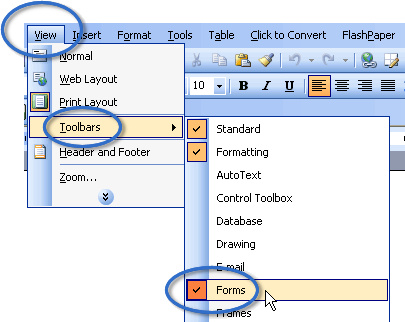 View Insert Format Tools Table Click to Convert FlashPaper
Normal
Web Layout
Print Layout
10 B I U
Toolbars
Header and Footer
Zoom...
Standard
Formatting
AutoText
Control Toolbox
Database
Drawing
E-mail
Forms
Frames